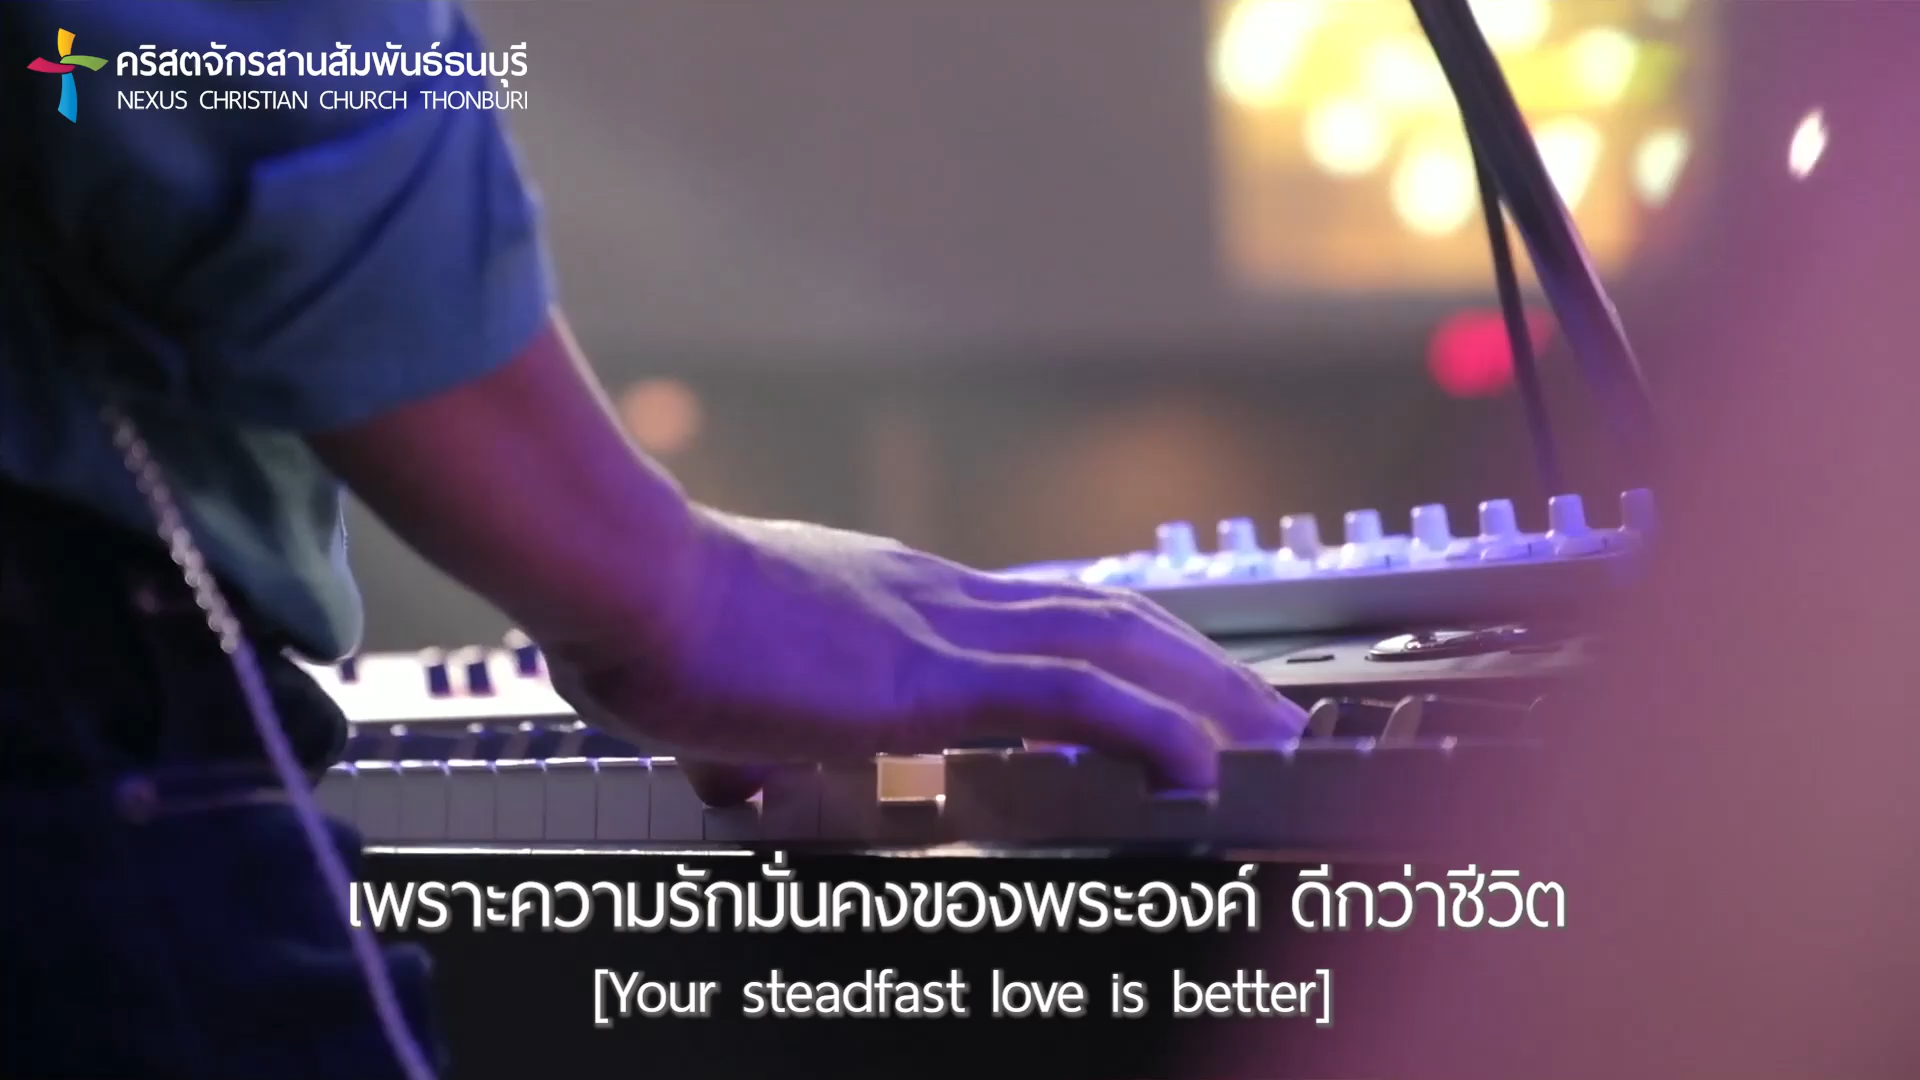 คริสตจักรสานสัมพันธ์ธนบุรี
NEXUS CHRISTIAN CHURCH THONBURI
เพราะความรักมั่นคงของพระองค์ ดีกว่าชีวิต
[Your steadfast love is better]